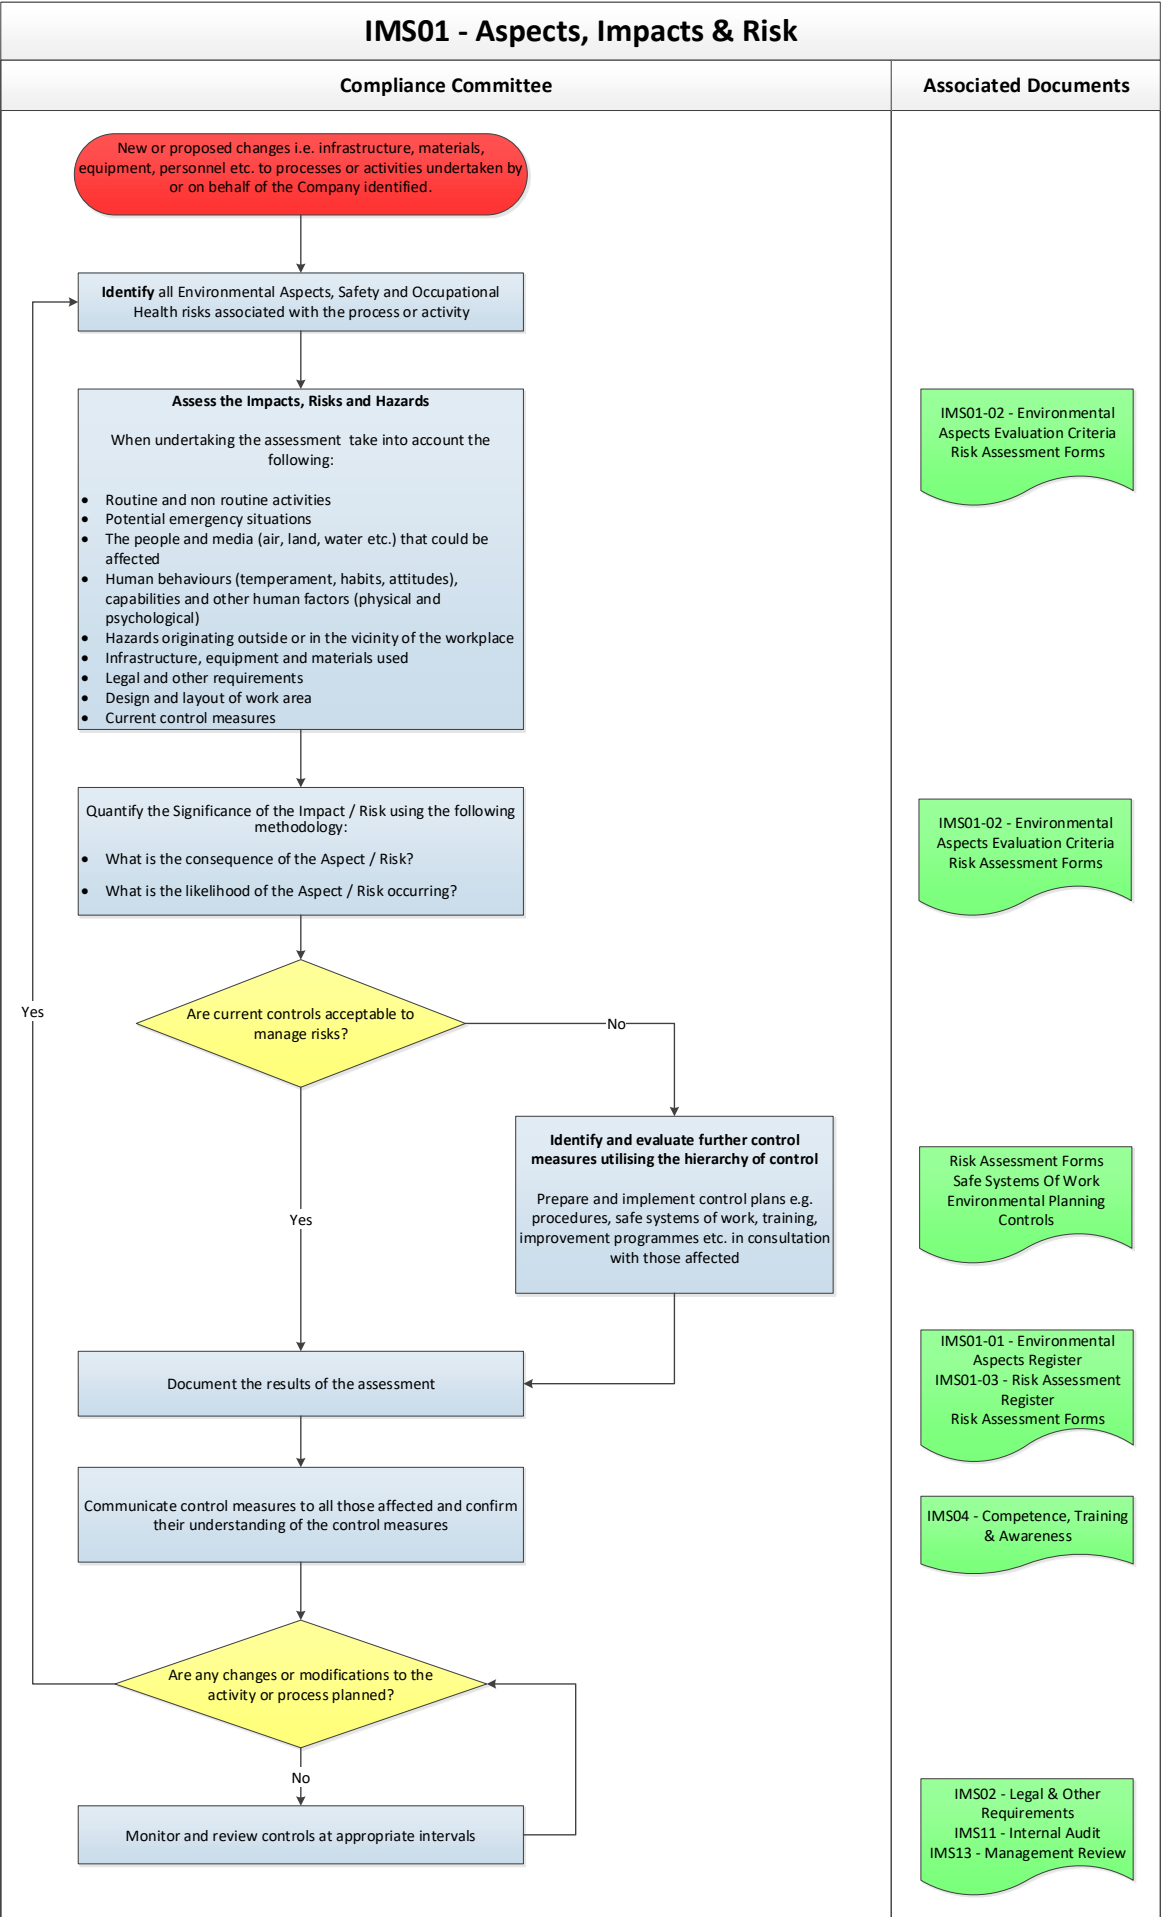 IMS01 - Aspects, Impacts & Risk
Compliance Committee
Associated Documents
New or proposed changes i.e. infrastructure, materials,
equipment, personnel etc. to processes or activities undertaken by
or on behalf of the Company identified.
Identify all Environmental Aspects, Safety and Occupational
Health risks associated with the process or activity
Assess the Impacts, Risks and Hazards
When undertaking the assessment take into account the
following:
• Routine and non routine activities
• Potential emergency situations
• The people and media (air, land, water etc.) that could be
affected
• Human behaviours (temperament, habits, attitudes),
capabilities and other human factors (physical and
psychological)
• Hazards originating outside or in the vicinity of the workplace
• Infrastructure, equipment and materials used
• Legal and other requirements
• Design and layout of work area
• Current control measures
IMS01-02 - Environmental
Aspects Evaluation Criteria
Risk Assessment Forms
Quantify the Significance of the Impact / Risk using the following
methodology:
• What is the consequence of the Aspect / Risk?
• What is the likelihood of the Aspect / Risk occurring?
IMS01-02 - Environmental
Aspects Evaluation Criteria
Risk Assessment Forms
Yes
Are current controls acceptable to
manage risks?
No
Yes
Identify and evaluate further control
measures utilising the hierarchy of control
Prepare and implement control plans e.g.
procedures, safe systems of work, training,
improvement programmes etc. in consultation
with those affected
Risk Assessment Forms
Safe Systems Of Work
Environmental Planning
Controls
Document the results of the assessment
IMS01-01 - Environmental
Aspects Register
IMS01-03 - Risk Assessment
Register
Risk Assessment Forms
Communicate control measures to all those affected and confirm
their understanding of the control measures
IMS04 - Competence, Training
& Awareness
Are any changes or modifications to the
activity or process planned?
No
Monitor and review controls at appropriate intervals
IMS02 - Legal & Other
Requirements
IMS11 - Internal Audit
IMS13 - Management Review